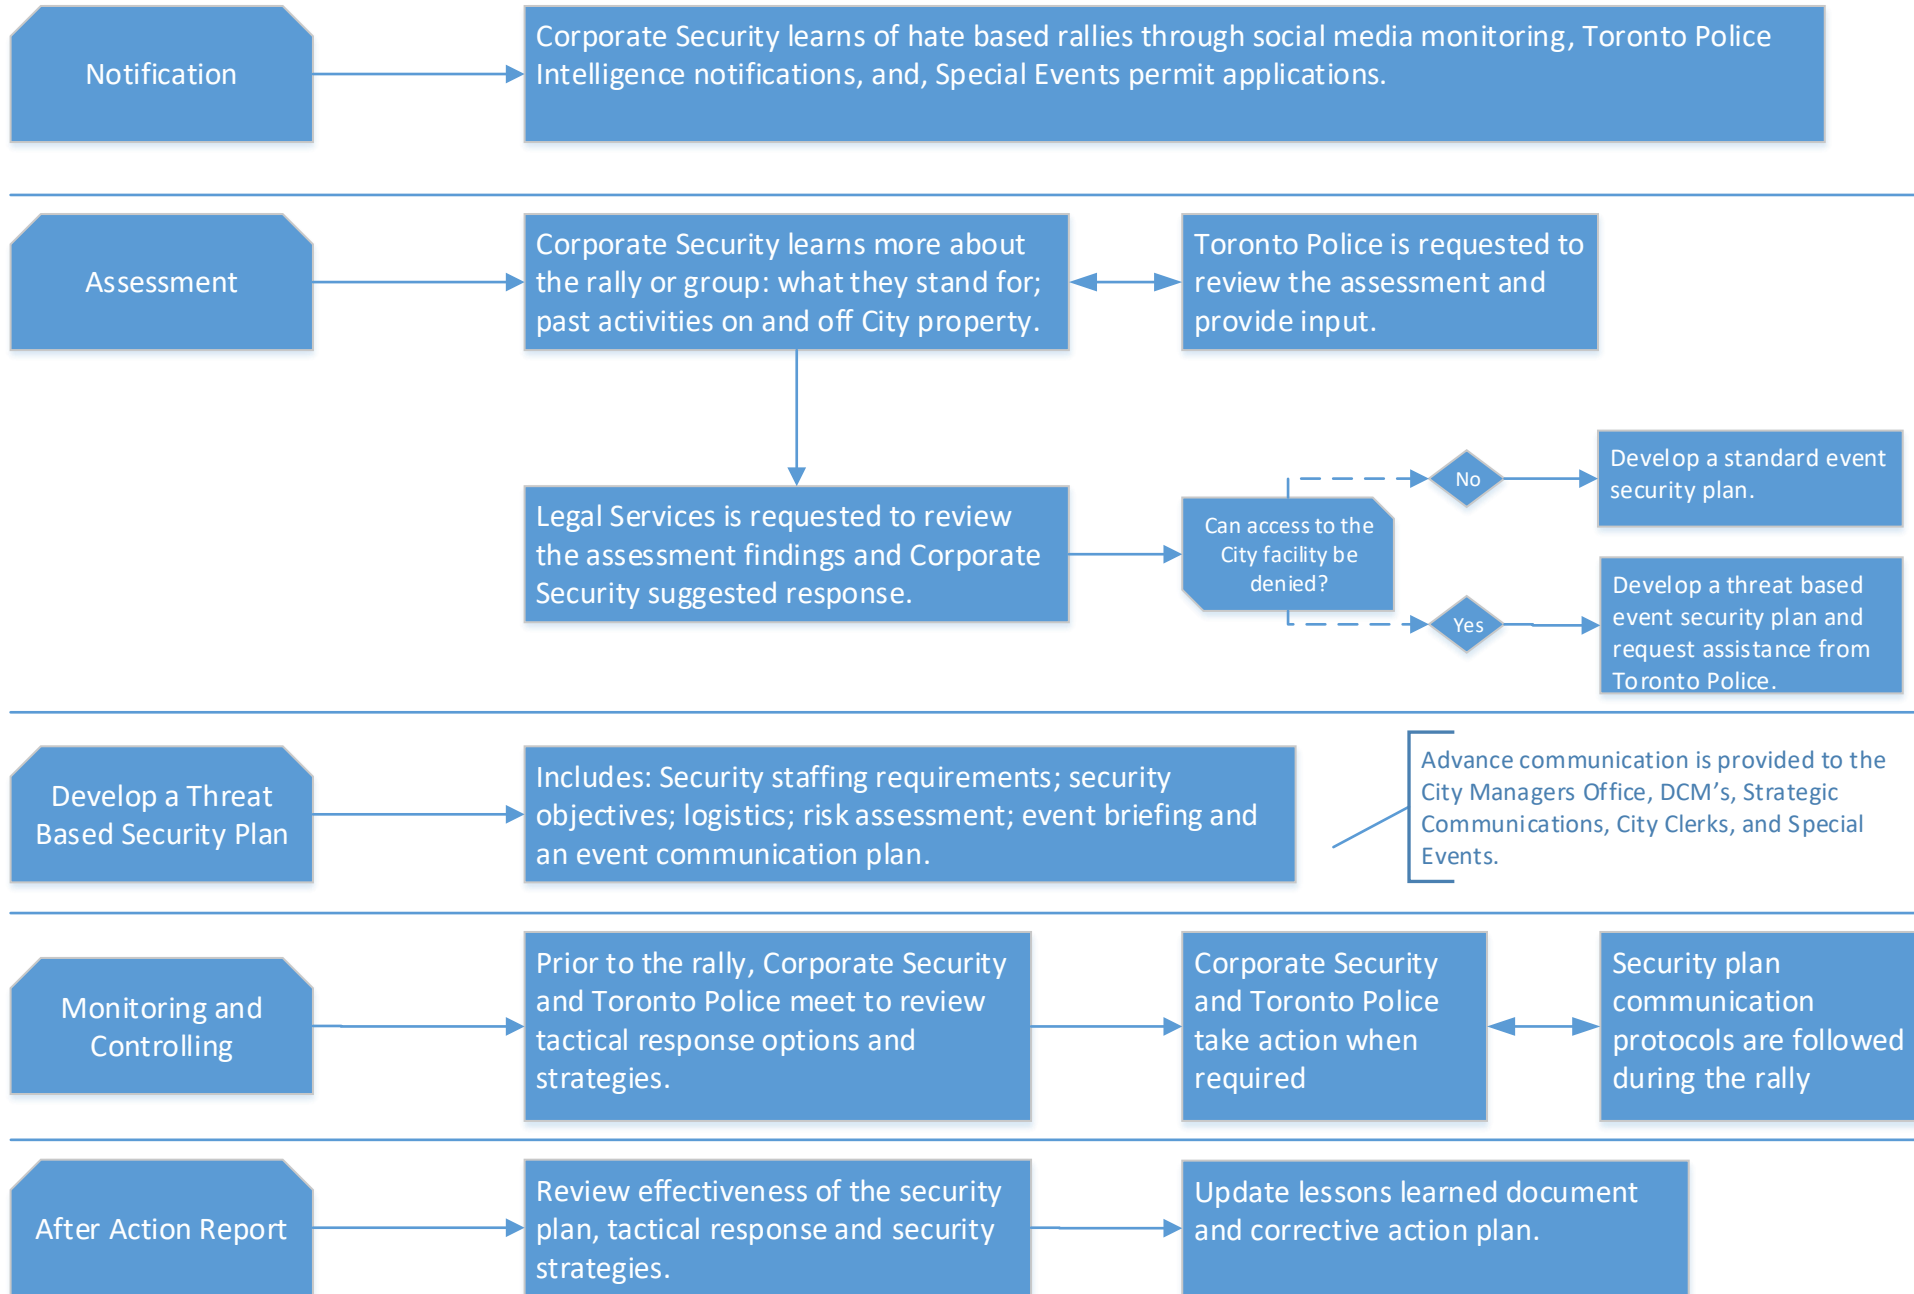 Notification
Corporate Security learns of hate based rallies through social media monitoring, Toronto Police
Intelligence notifications, and, Special Events permit applications.
Assessment
Corporate Security learns more about
the rally or group: what they stand for;
past activities on and off City property.
Toronto Police is requested to
review the assessment and
provide input.
Legal Services is requested to review
the assessment findings and Corporate
Security suggested response.
Can access to the
City facility be
denied?
No
Develop a standard event
security plan.
Yes
Develop a threat based
event security plan and
request assistance from
Toronto Police.
Develop a Threat
Based Security Plan
Includes: Security staffing requirements; security
objectives; logistics; risk assessment; event briefing and
an event communication plan.
Advance communication is provided to the
City Managers Office, DCM’s, Strategic
Communications, City Clerks, and Special
Events.
Monitoring and
Controlling
Prior to the rally, Corporate Security
and Toronto Police meet to review
tactical response options and
strategies.
Corporate Security
and Toronto Police
take action when
required
Security plan
communication
protocols are followed
during the rally
After Action Report
Review effectiveness of the security
plan, tactical response and security
strategies.
Update lessons learned document
and corrective action plan.